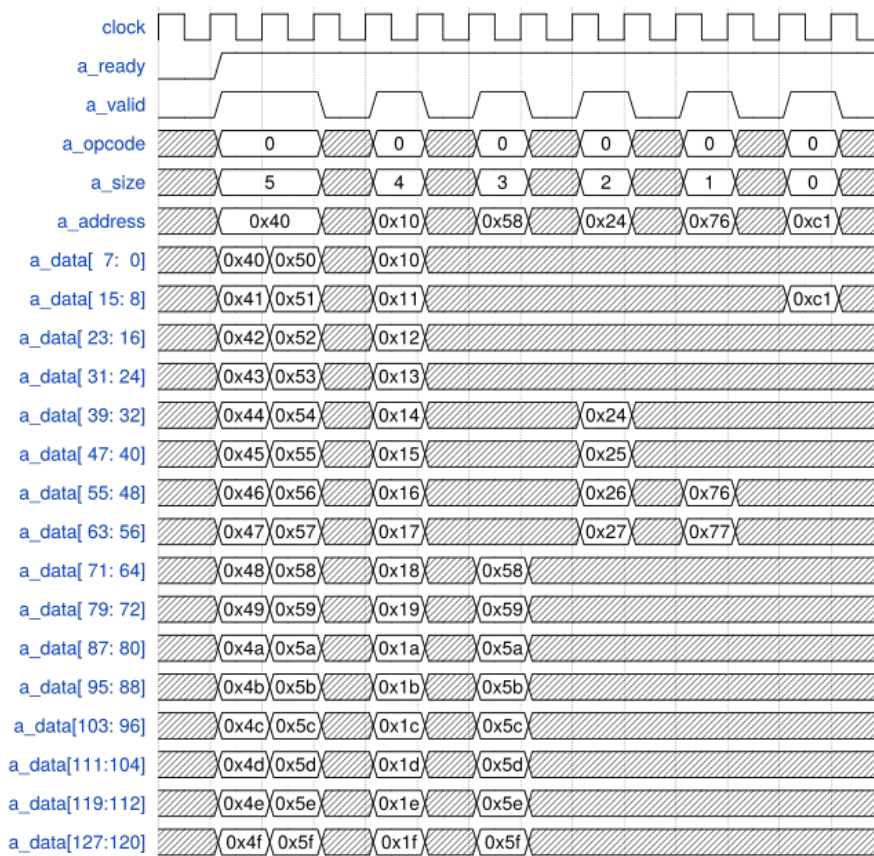 clock
a_ready
a_valid
a_opcode 0 0 0 0 0 0
a_size 5 4 3 2 1 0
a_address 0x40 0x10 0x58 0x24 0x76 0xc1
a_data[ 7: 0] 0x40 0x50 0x10
a_data[ 15: 8] 0x41 0x51 0x11 0xc1
a_data[ 23: 16] 0x42 0x52 0x12
a_data[ 31: 24] 0x43 0x53 0x13
a_data[ 39: 32] 0x44 0x54 0x14 0x24
a_data[ 47: 40] 0x45 0x55 0x15 0x25
a_data[ 55: 48] 0x46 0x56 0x16 0x26 0x76
a_data[ 63: 56] 0x47 0x57 0x17 0x27 0x77
a_data[ 71: 64] 0x48 0x58 0x18 0x58
a_data[ 79: 72] 0x49 0x59 0x19 0x59
a_data[ 87: 80] 0x4a 0x5a 0x1a 0x5a
a_data[ 95: 88] 0x4b 0x5b 0x1b 0x5b
a_data[103: 96] 0x4c 0x5c 0x1c 0x5c
a_data[111:104] 0x4d 0x5d 0x1d 0x5d
a_data[119:112] 0x4e 0x5e 0x1e 0x5e
a_data[127:120] 0x4f 0x5f 0x1f 0x5f